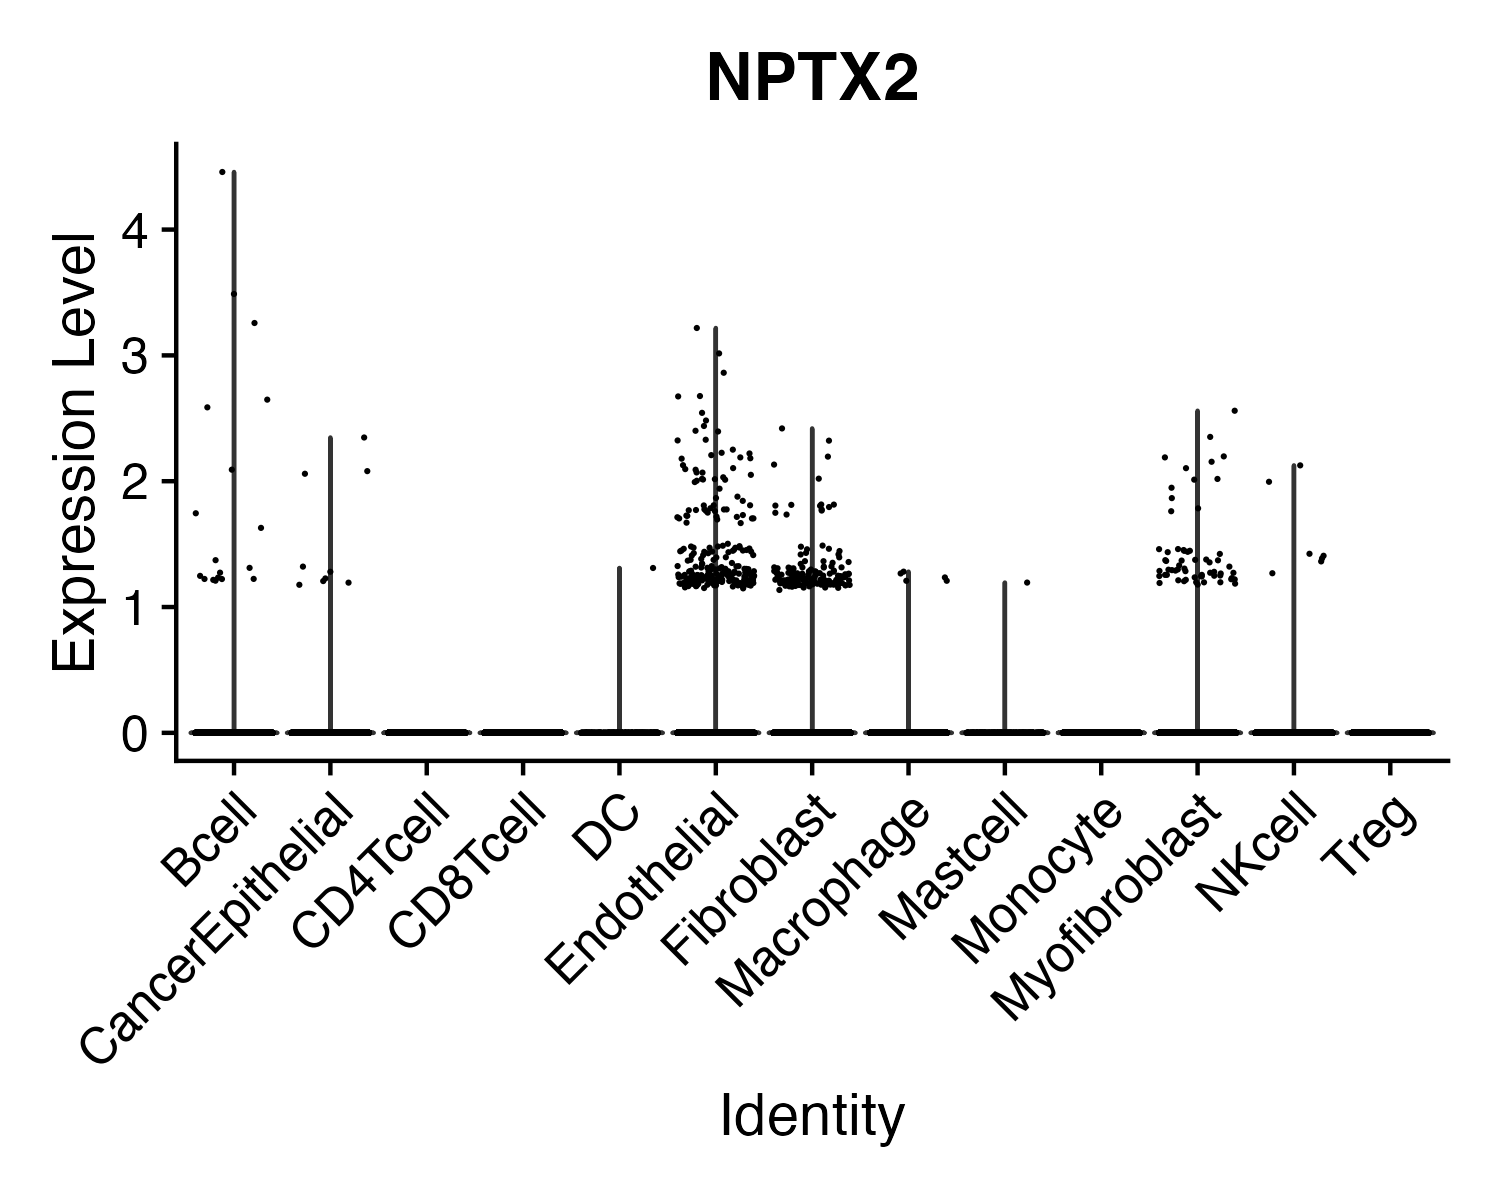 NPTX2
Expression Level
4
3
2
1
0
Bcell
CancerEpithelial
CD4Tcell
CD8Tcell
DC
Endothelial
Fibroblast
Macrophage
Mastcell
Monocyte
Myofibroblast
NKcell
Treg
Identity